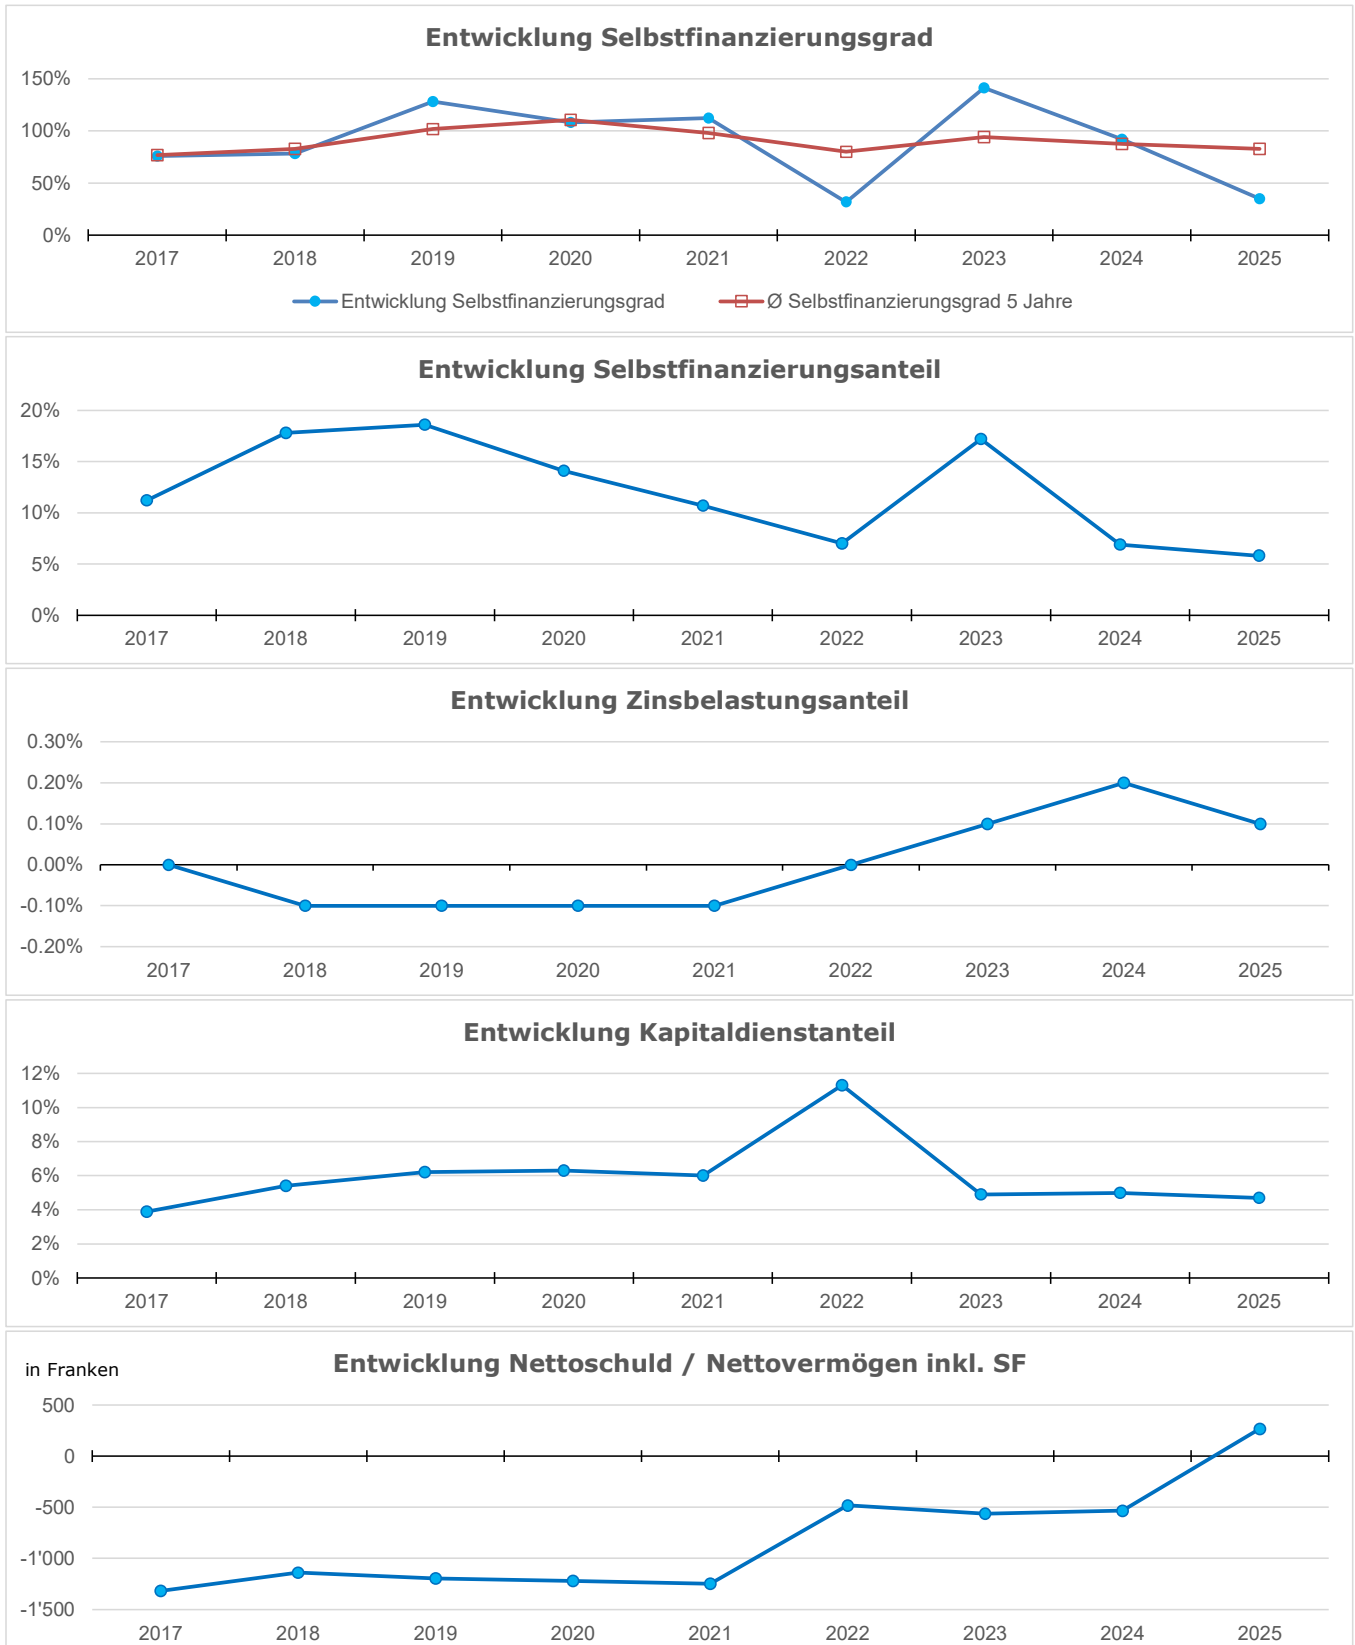 Entwicklung Selbstfinanzierungsgrad
150%
100%
50%
0%
2017 2018 2019 2020 2021 2022 2023 2024 2025
Entwicklung Selbstfinanzierungsgrad Ø Selbstfinanzierungsgrad 5 Jahre
Entwicklung Selbstfinanzierungsanteil
20%
15%
10%
5%
0%
2017 2018 2019 2020 2021 2022 2023 2024 2025
Entwicklung Zinsbelastungsanteil
0.30%
0.20%
0.10%
0.00%
-0.10%
-0.20%
2017 2018 2019 2020 2021 2022 2023 2024 2025
Entwicklung Kapitaldienstanteil
12%
10%
8%
6%
4%
2%
0%
2017 2018 2019 2020 2021 2022 2023 2024 2025
in Franken Entwicklung Nettoschuld / Nettovermögen inkl. SF
500
0
-500
-1'000
-1'500
2017 2018 2019 2020 2021 2022 2023 2024 2025